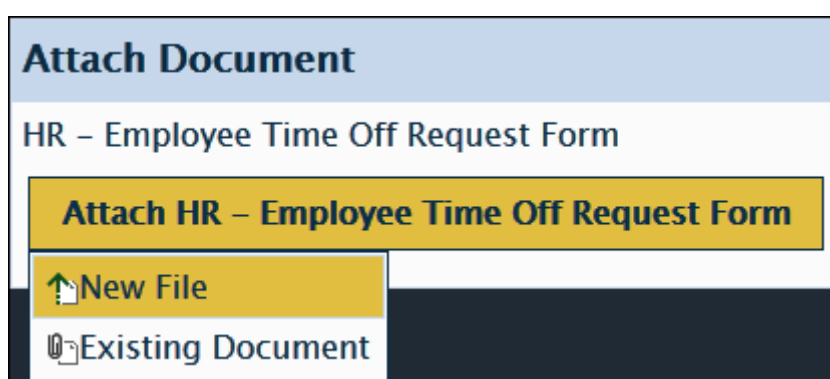 Attach Document
HR – Employee Time Off Request Form
Attach HR – Employee Time Off Request Form
New File
Existing Document